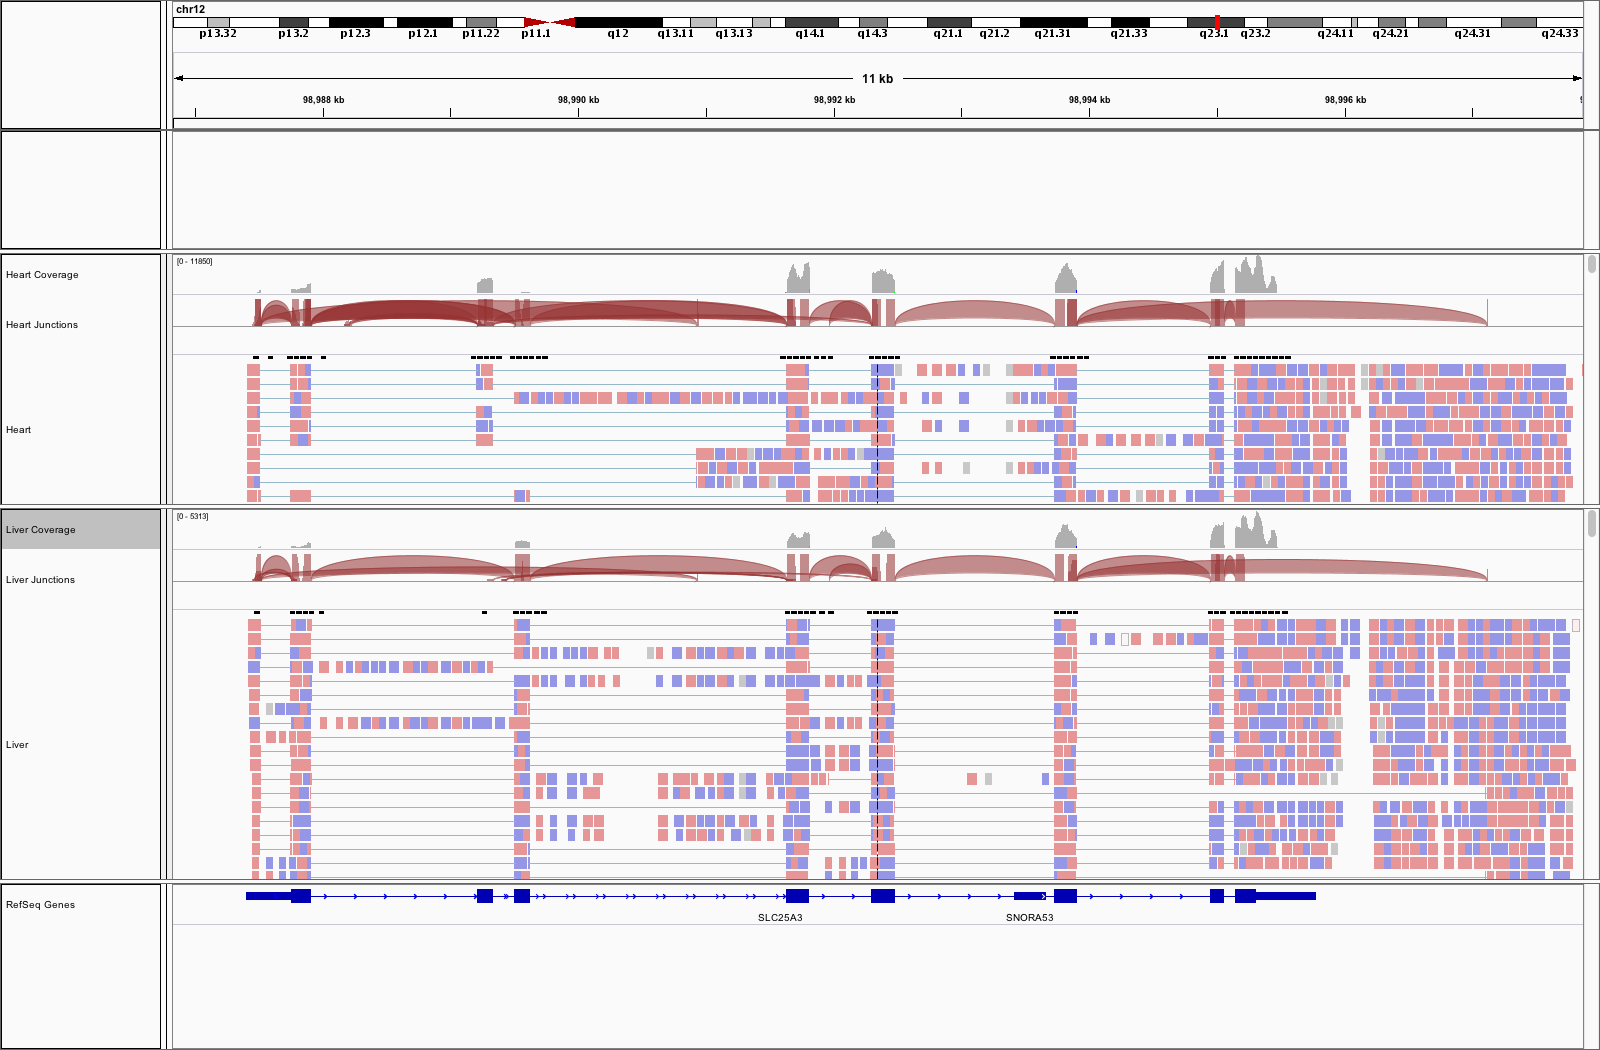 chr12
p13.32 p13.2 p12.3 p12.1 p11.22 p11.1 q12 q13.11 q13.13 q14.1 q14.3 q21.1 q21.2 q21.31 q21.33 q23.1 q23.2 q24.11 q24.21 q24.31 q24.33
11 kb
98,988 kb 98,990 kb 98,992 kb 98,994 kb 98,996 kb 9
Heart Coverage
[0 - 11850]
Heart Junctions
Heart
Liver Coverage
[0 - 5313]
Liver Junctions
Liver
RefSeq Genes
SLC25A3 SNORA53